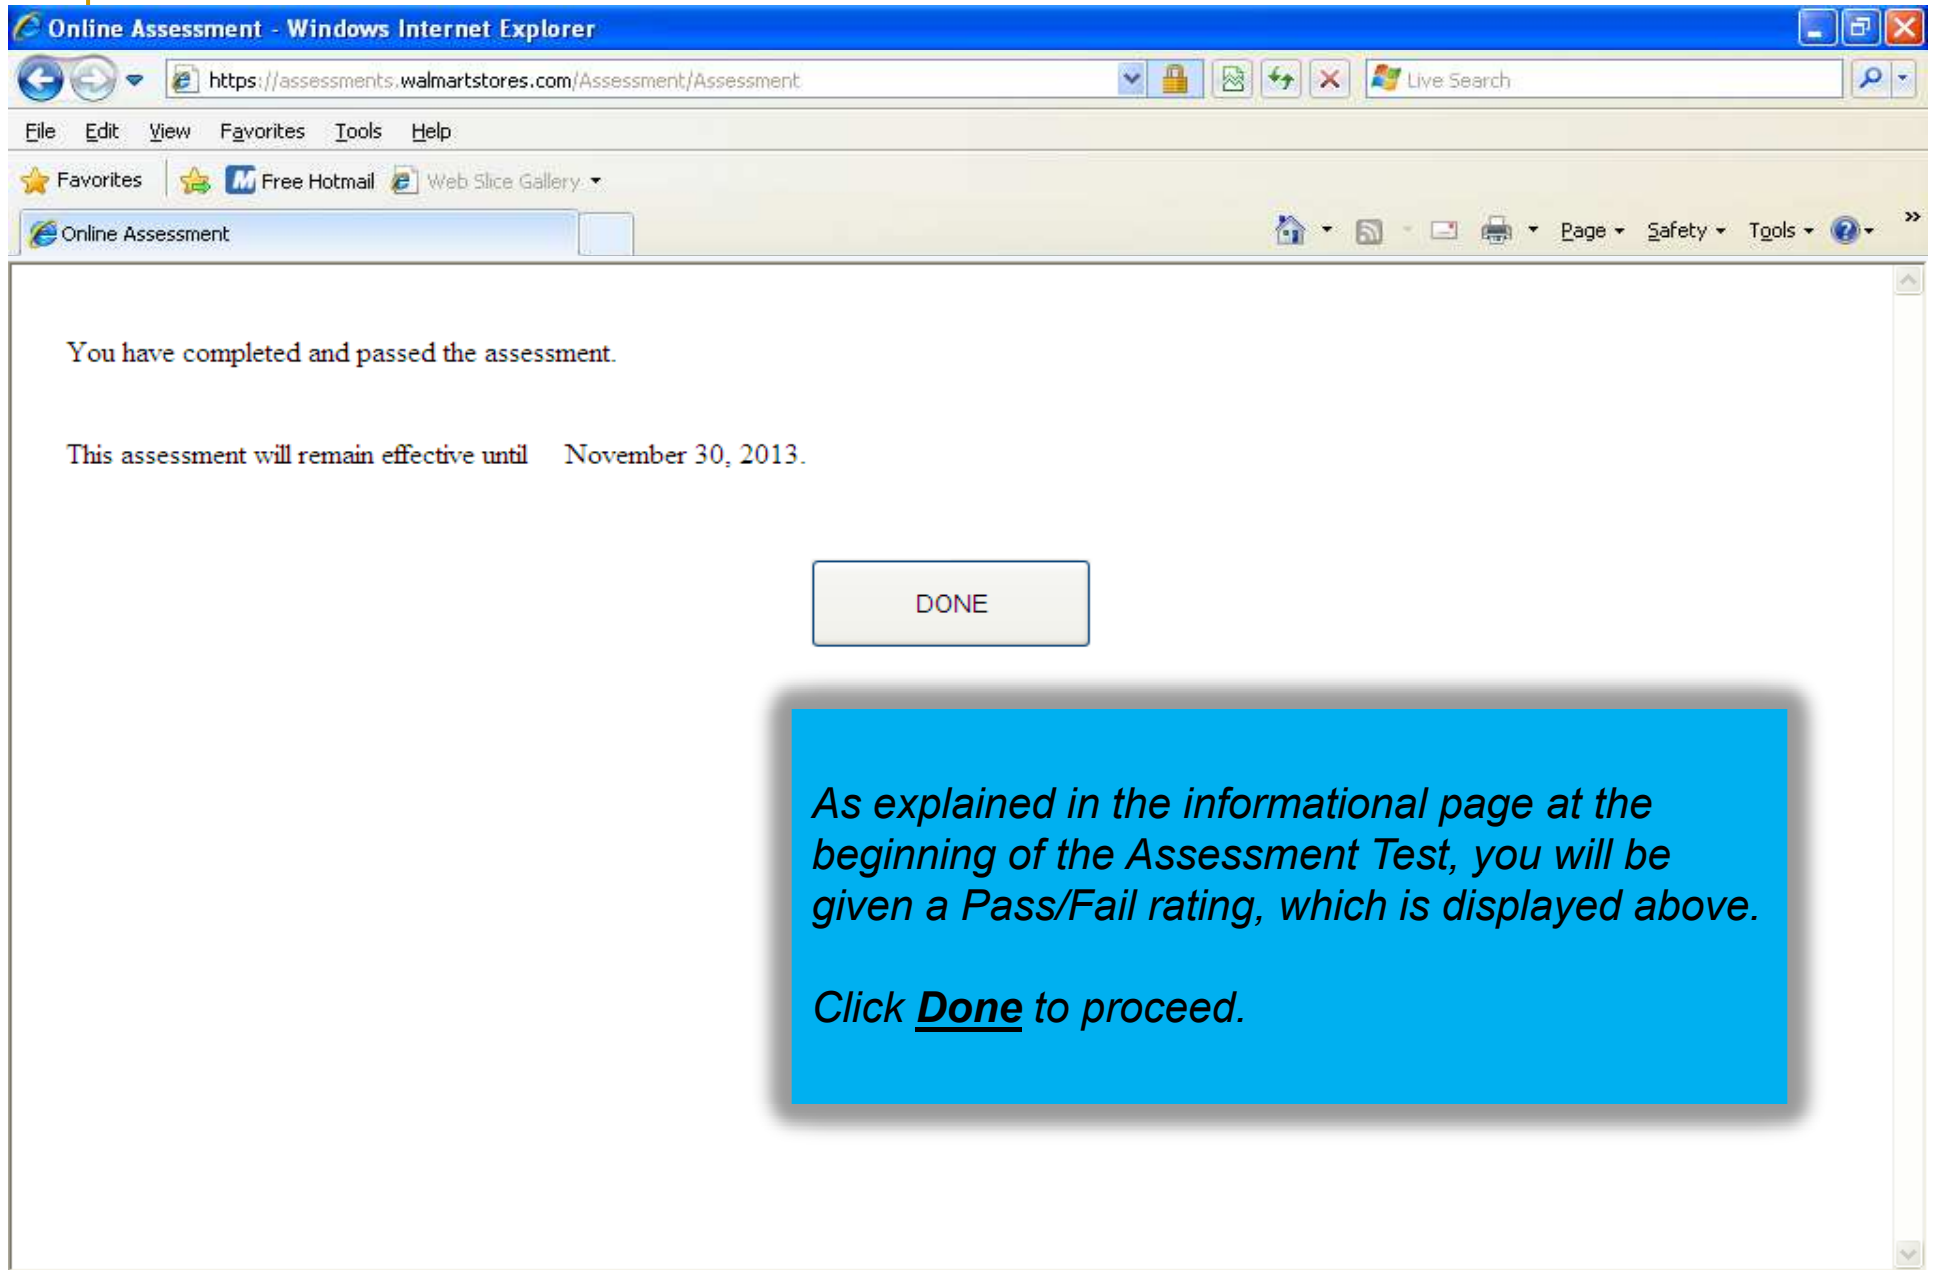 Online Assessment - Windows Internet Explorer
https://assessments.walmartstores.com/Assessment/Assessment
Live Search
File Edit View Favorites Tools Help
Favorites Free Hotmail Web Slice Gallery
Online Assessment
Page Safety Tools
You have completed and passed the assessment.
This assessment will remain effective until November 30, 2013.
DONE
As explained in the informational page at the
beginning of the Assessment Test, you will be
given a Pass/Fail rating, which is displayed above.
Click Done to proceed.